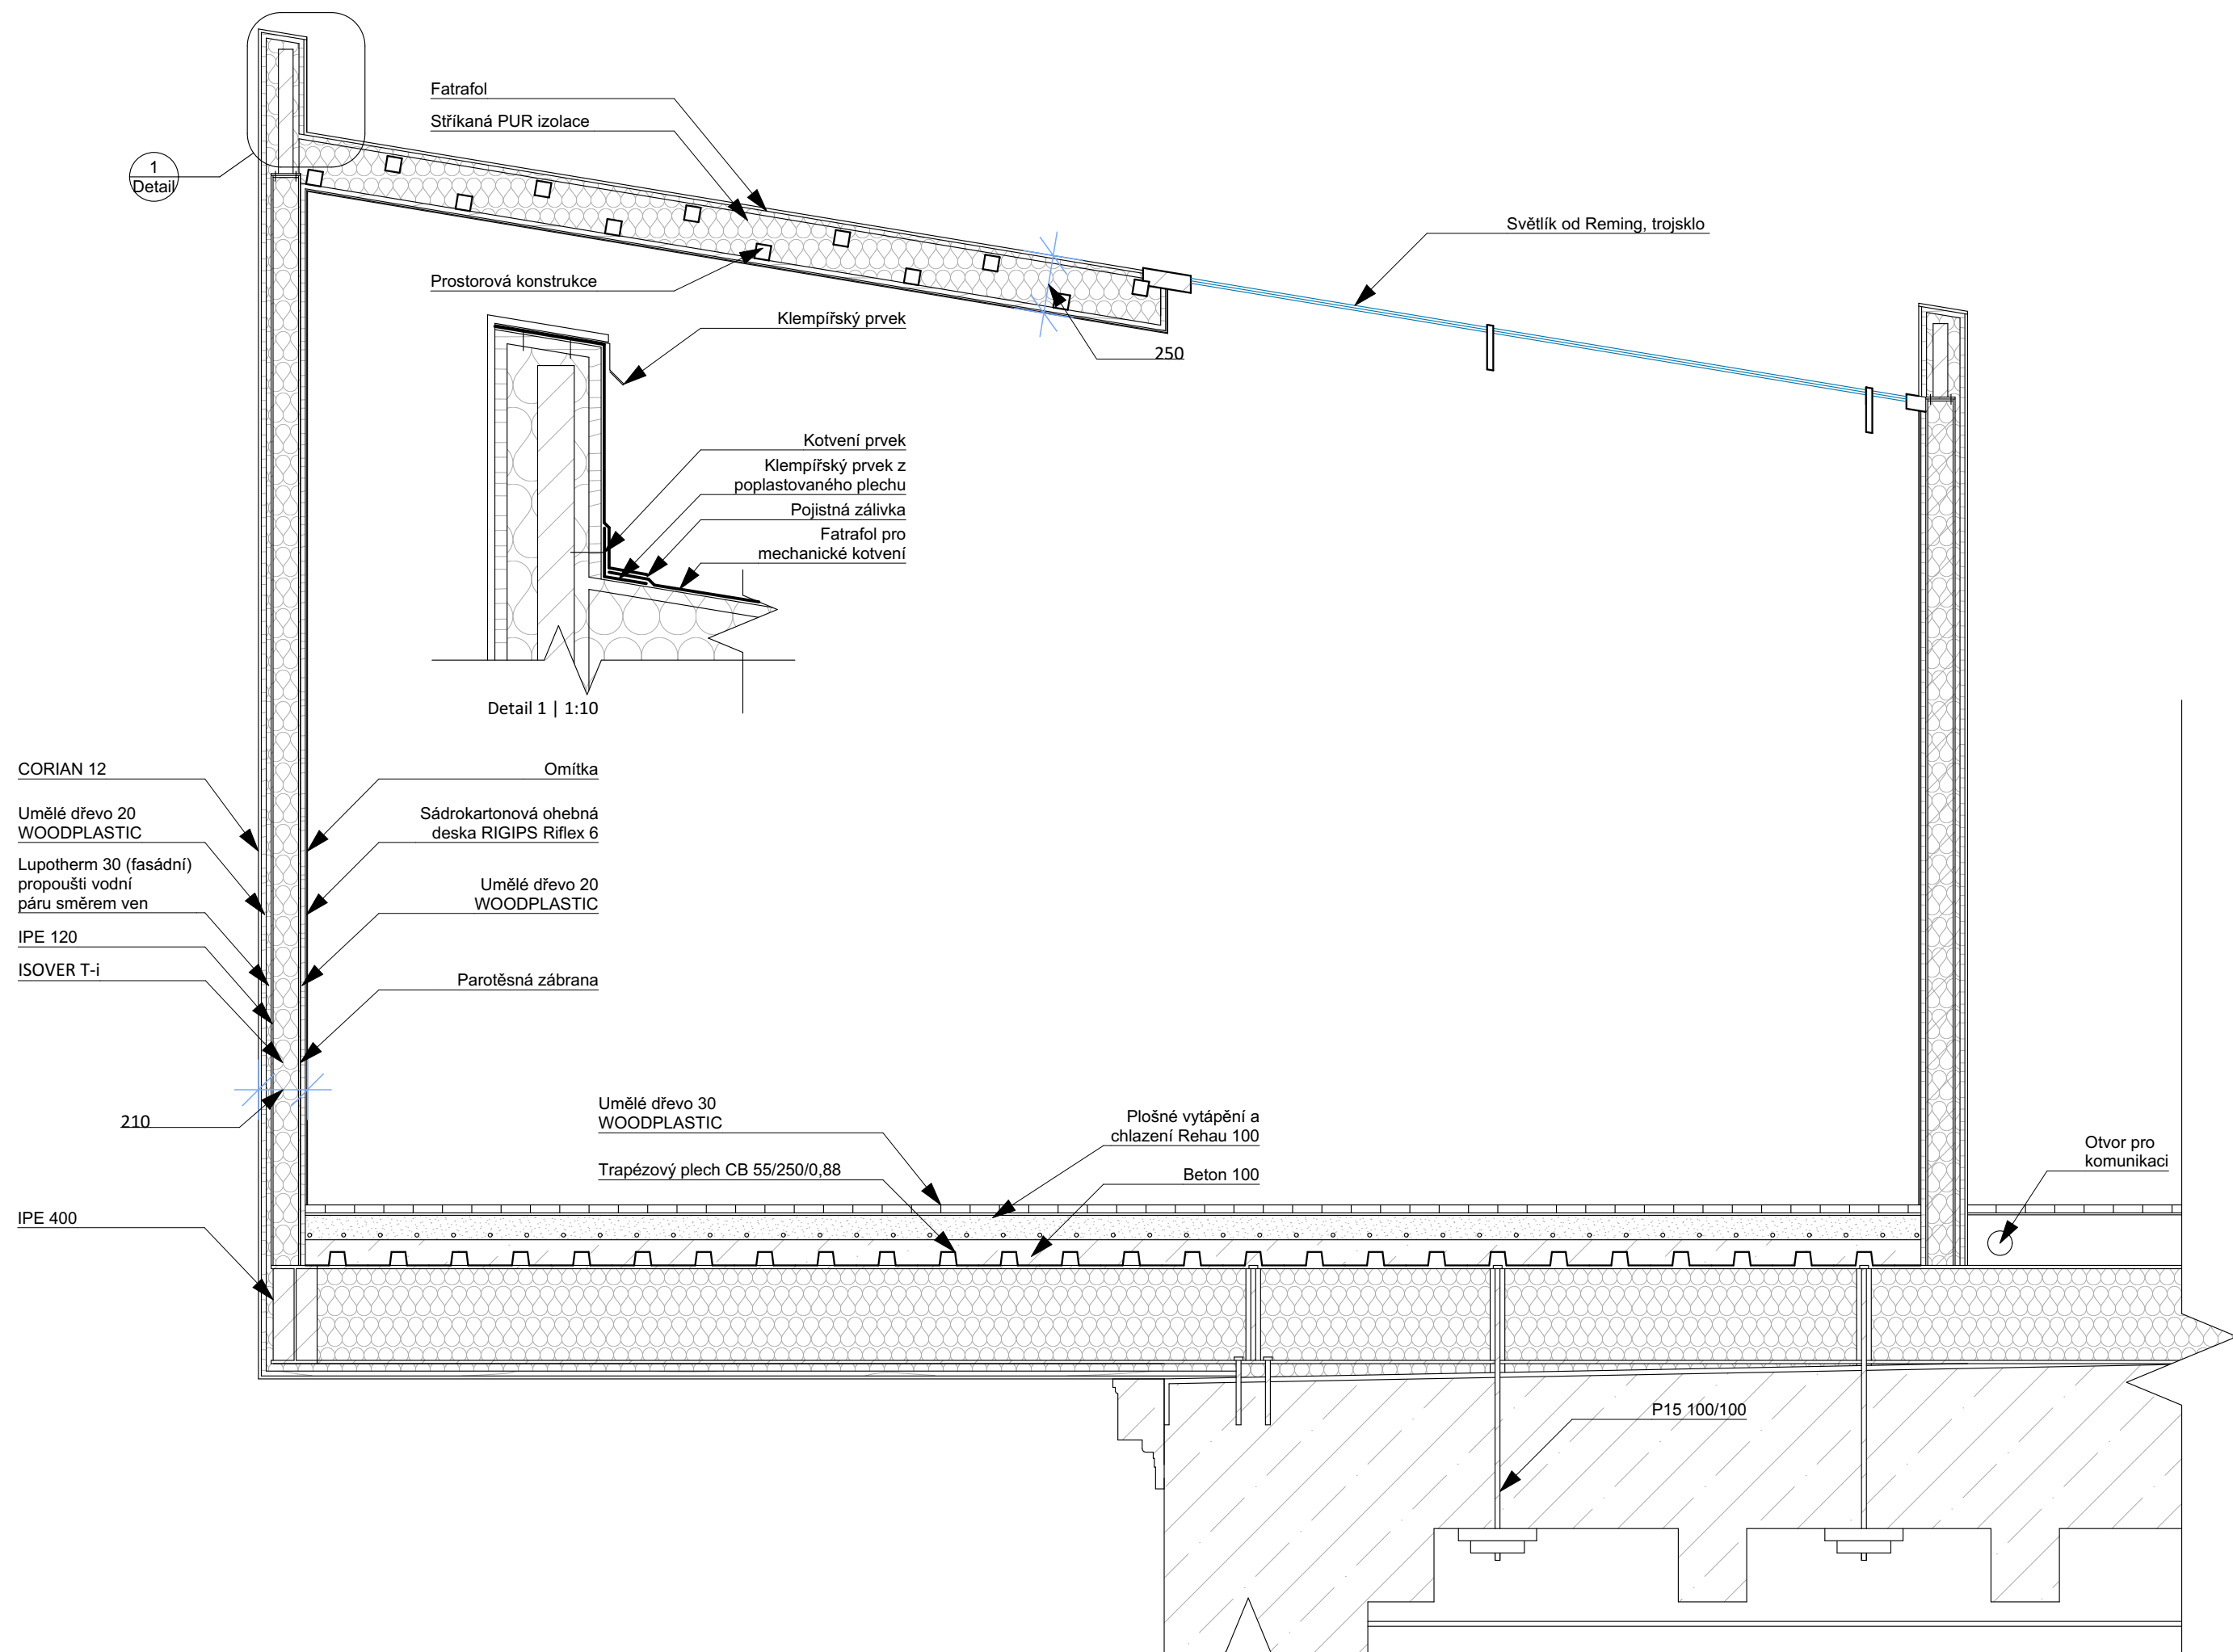 1
Detail
Fatrafol
Stříkaná PUR izolace
Prostorová konstrukce
Světlík od Reming, trojsklo
250
Klempířský prvek
Kotvení prvek
Klempířský prvek z
poplastovaného plechu
Pojistná zálivka
Fatrafol pro
mechanické kotvení
Detail 1 | 1:10
CORIAN 12
Umělé dřevo 20
WOODPLASTIC
Lupotherm 30 (fasádní)
propoušti vodní
páru směrem ven
IPE 120
ISOVER T-i
210
IPE 400
Omítka
Sádrokartonová ohebná
deska RIGIPS Riflex 6
Umělé dřevo 20
WOODPLASTIC
Parotěsná zábrana
Umělé dřevo 30
WOODPLASTIC
Trapézový plech CB 55/250/0,88
Plošné vytápění a
chlazení Rehau 100
Beton 100
Otvor pro
komunikaci
P15 100/100